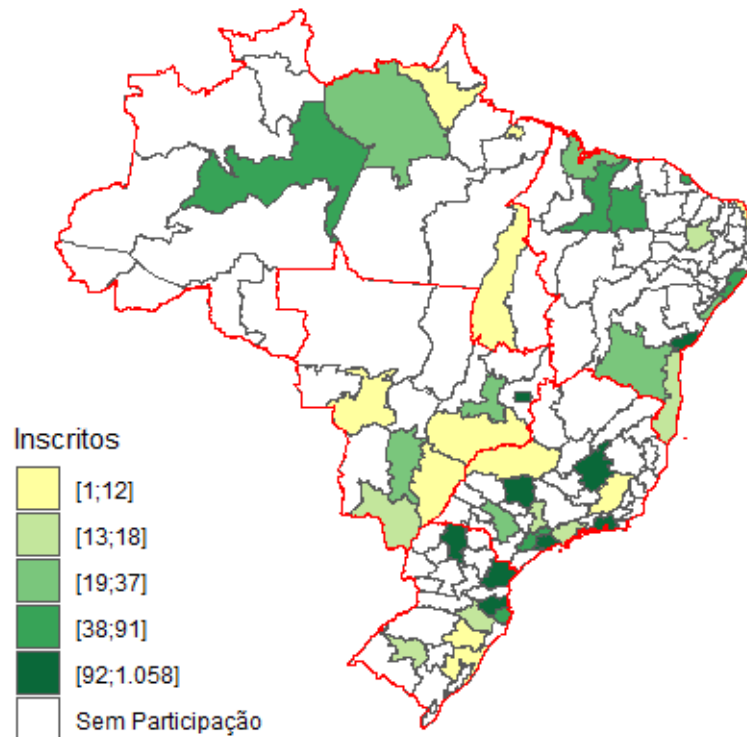 Inscritos
[1;12]
[13;18]
[19;37]
[38;91]
[92;1.058]
Sem Participação